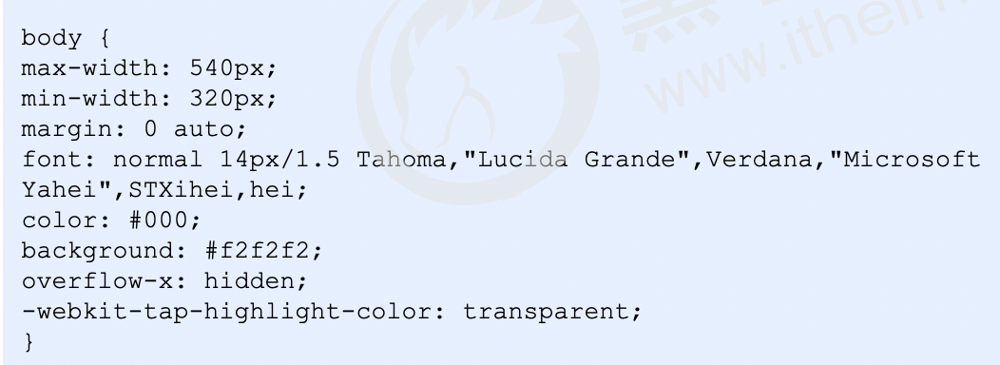 body {
max-width: 540px;
min-width: 320px;
margin: 0 auto;
font: normal 14px/1.5 Tahoma,"Lucida Grande",Verdana,"Microsoft
Yahei",STXihei,hei;
color: #000;
background: #f2f2f2;
overflow-x: hidden;
-webkit-tap-highlight-color: transparent;
}